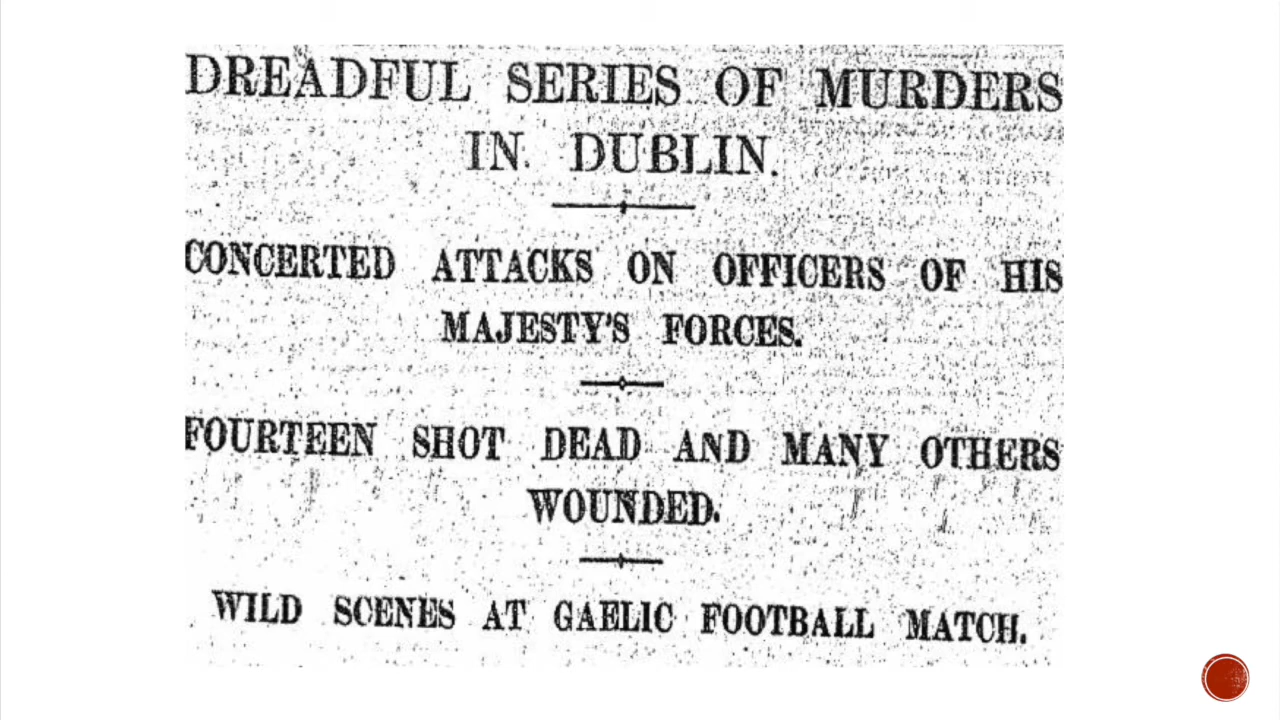 DREADFUL SERIES OF MURDERS
IN DUBLIN.
CONCERTED ATTACKS ON OFFICERS OF HIS
MAJESTY'S FORCES.
FOURTEEN SHOT DEAD AND MANY OTHERS
WOUNDED.
WILD SCENES AT GAELIC FOOTBALL MATCH.